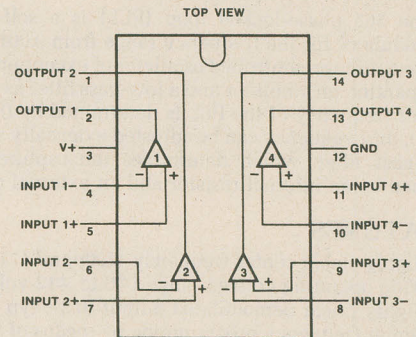 TOP VIEW
OUTPUT 2
1
OUTPUT 1
2
V+
3
INPUT 1−
4
INPUT 1+
5
INPUT 2−
6
INPUT 2+
7
OUTPUT 3
14
OUTPUT 4
13
GND
12
INPUT 4+
11
INPUT 4−
10
INPUT 3+
9
INPUT 3−
8
1
− +
4
− +
2
− +
3
− +